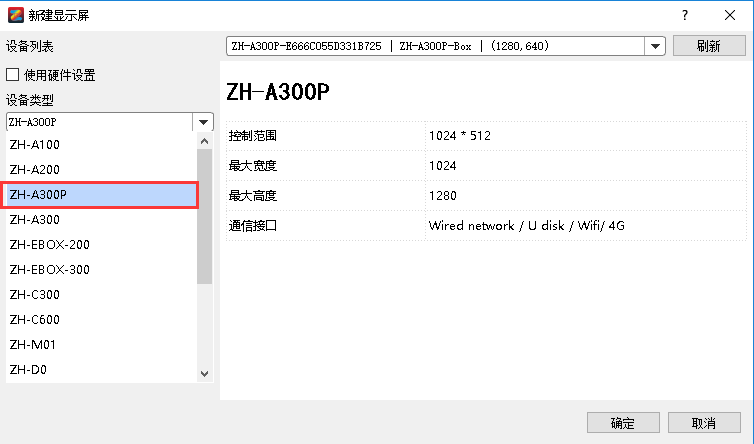 新建显示屏
?
设备列表
ZH-A300P-E666C055D331B725 | ZH-A300P-Box | (1280,640)
刷新
使用硬件设置
设备类型
ZH-A300P
ZH-A100
ZH-A200
ZH-A300P
ZH-A300
ZH-EBOX-200
ZH-EBOX-300
ZH-C300
ZH-C600
ZH-M01
ZH-D0
ZH-A300P
控制范围 1024 * 512
最大宽度 1024
最大高度 1280
通信接口 Wired network / U disk / Wifi/ 4G
确定
取消